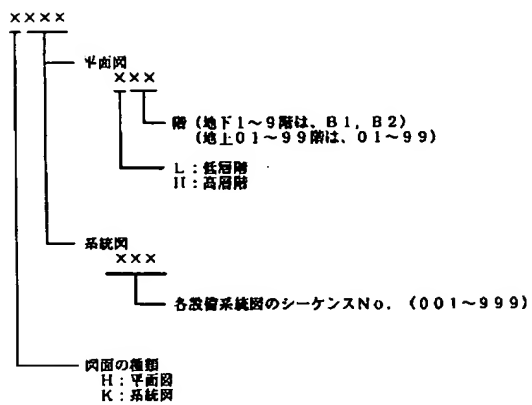 ××××
平面図
×××
階（地下1～9階は、B1，B2）
（地上01～99階は、01～99）
L：低層階
H：高層階
系統図
×××
各設備系統図のシーケンスNo．（001～999）
図面の種類
H：平面図
K：系統図